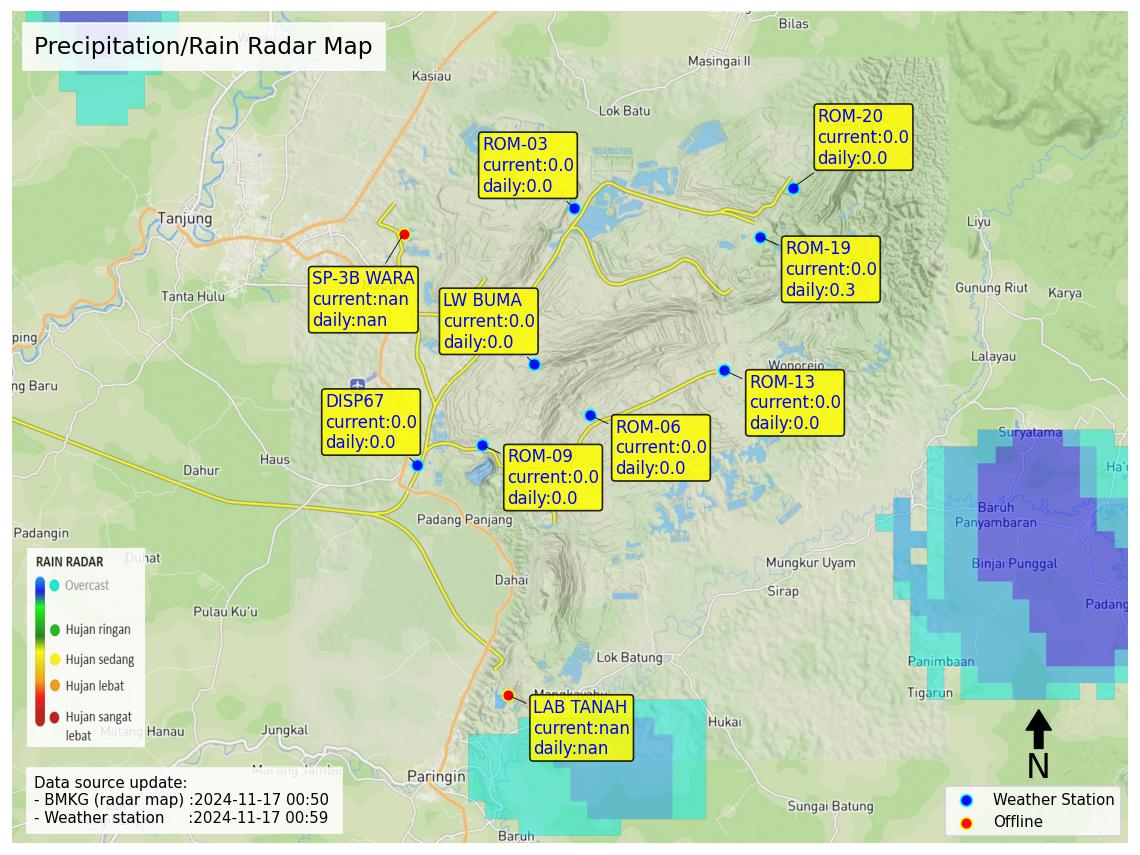 Precipitation/Rain Radar Map
Bilas
Masingai II
Kasiau
Lok Batu
ROM-20
current:0.0
daily:0.0
ROM-03
current:0.0
daily:0.0
Tanjung
Liyu
ROM-19
current:0.0
daily:0.3
SP-3B WARA
current:nan
daily:nan
Tanta Hulu
LW BUMA
current:0.0
daily:0.0
Gunung Riut
Karya
ping
Lalayau
Wonorejo
ng Baru
ROM-13
current:0.0
daily:0.0
DISP67
current:0.0
daily:0.0
ROM-06
current:0.0
daily:0.0
Suryatama
ROM-09
current:0.0
daily:0.0
Haus
Dahur
Ha'u
Baruh
Panyambaran
Padang Panjang
Padangin
Duhat
Mungkur Uyam
Binjai Punggal
Dahai
Sirap
Padang
RAIN RADAR
Overcast
Hujan ringan
Hujan sedang
Hujan lebat
Hujan sangat
lebat
Pulau Ku'u
Lok Batung
Panimbaan
Tigarun
Mangkayahu
LAB TANAH
current:nan
daily:nan
Hukai
Matang Hanau
Jungkal
Murung Jambu
Paringin
N
Data source update:
- BMKG (radar map) :2024-11-17 00:50
- Weather station :2024-11-17 00:59
Sungai Batung
Baruh
Weather Station
Offline